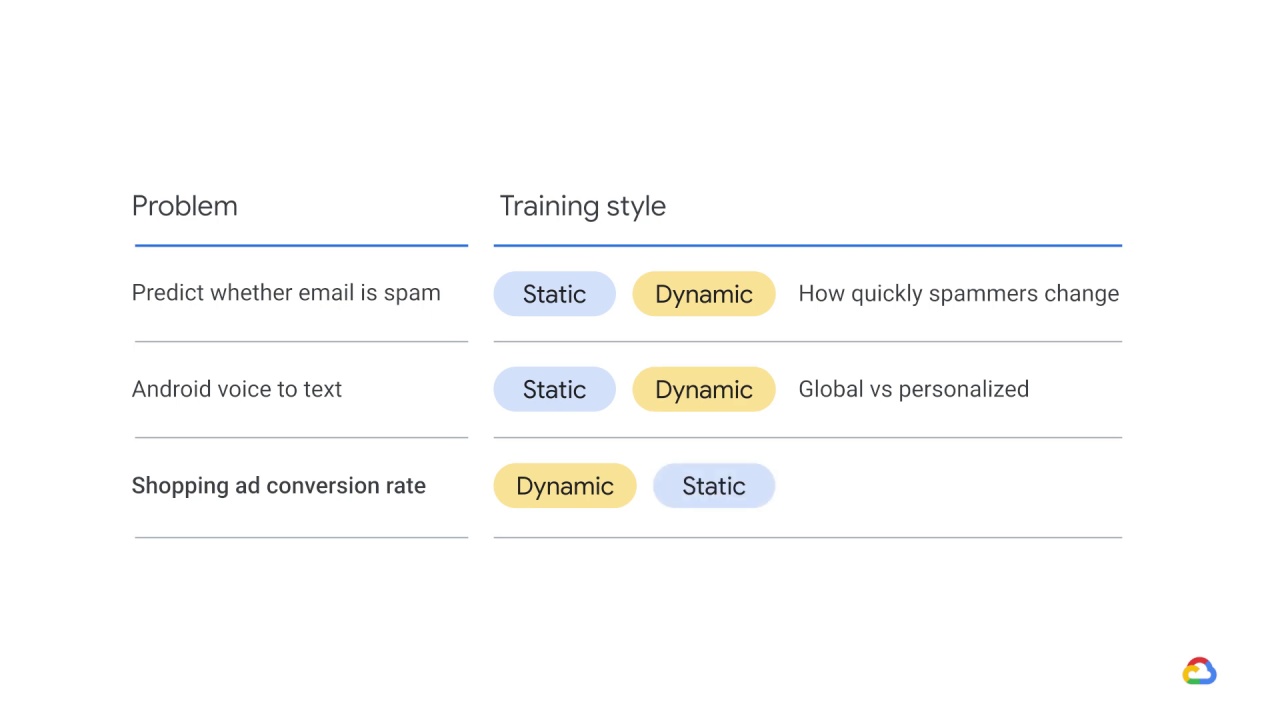 Problem Training style
Predict whether email is spam Static Dynamic How quickly spammers change
Android voice to text Static Dynamic Global vs personalized
Shopping ad conversion rate Dynamic Static